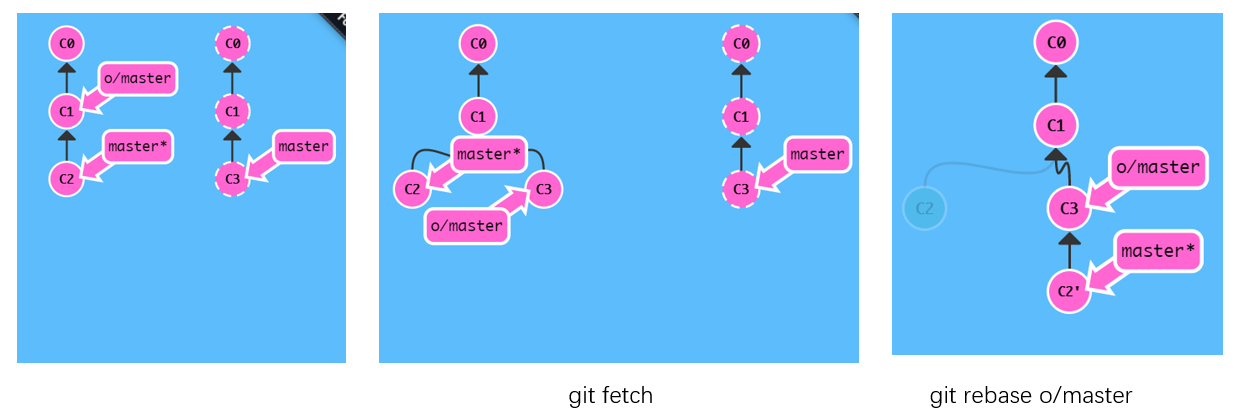 C0
C0
o/master
C1
C1
master*
master
C2
C3
C0
C0
C1
C1
master*
master
C2
C3
C3
o/master
C0
C1
o/master
C2
C3
master*
C2'
git fetch
git rebase o/master